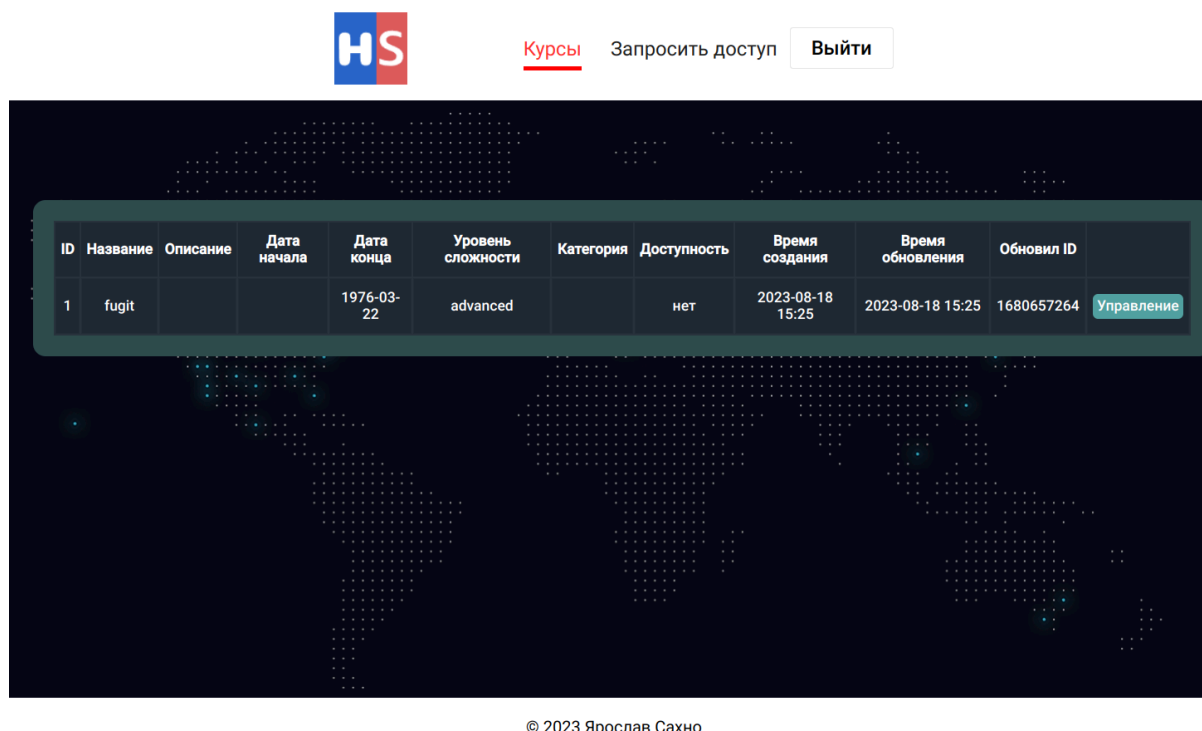 HS
Курсы Запросить доступ Выйти
ID Название Описание Дата начала Дата конца Уровень сложности Категория Доступность Время создания Время обновления Обновил ID
1 fugit 1976-03-22 advanced нет 2023-08-18 15:25 2023-08-18 15:25 1680657264 Управление
© 2023 Ярослав Сахно